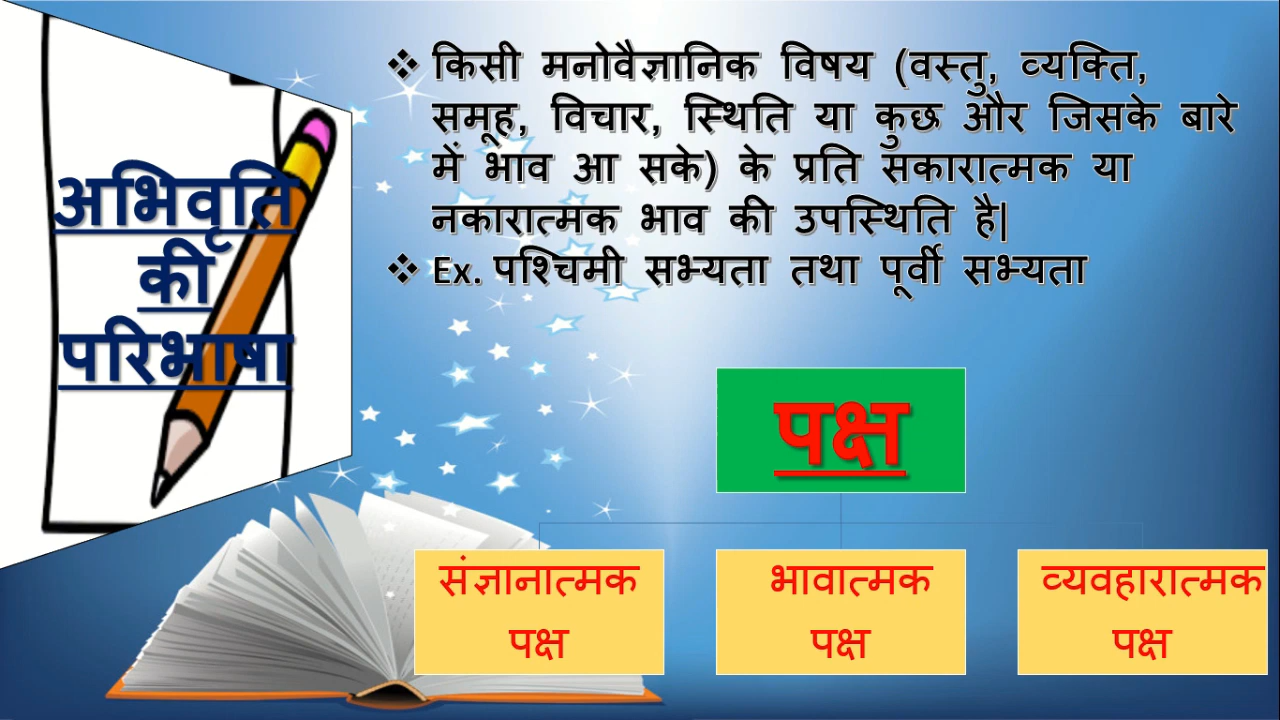 अभिवृति
की
परिभाषा
❖ किसी मनोवैज्ञानिक विषय (वस्तु, व्यक्ति,
समूह, विचार, स्थिति या कुछ और जिसके बारे
में भाव आ सके) के प्रति सकारात्मक या
नकारात्मक भाव की उपस्थिति है|
❖ Ex. पश्चिमी सभ्यता तथा पूर्वी सभ्यता
पक्ष
संज्ञानात्मक
पक्ष
भावात्मक
पक्ष
व्यवहारात्मक
पक्ष